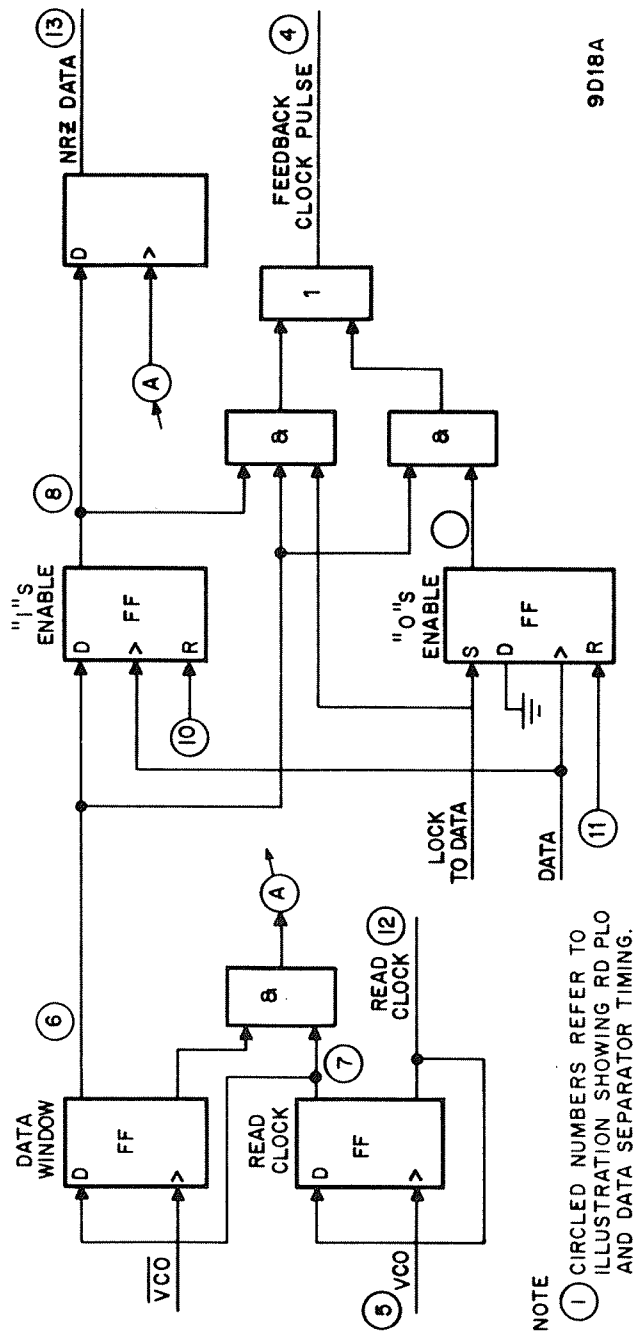 DATA
WINDOW
6
D
FF
>
VCO
READ
CLOCK
D
FF
>
5 VCO
7
&
A
READ
CLOCK 12
"1"S
ENABLE
D
FF
>
R
10
8
LOCK
TO DATA
DATA
11
"0"S
ENABLE
S
D
FF
>
R
&
&
1
A
D
>
NRZ DATA 13
FEEDBACK
CLOCK PULSE 4
NOTE
1 CIRCLED NUMBERS REFER TO
ILLUSTRATION SHOWING RD PLO
AND DATA SEPARATOR TIMING.
9D18A